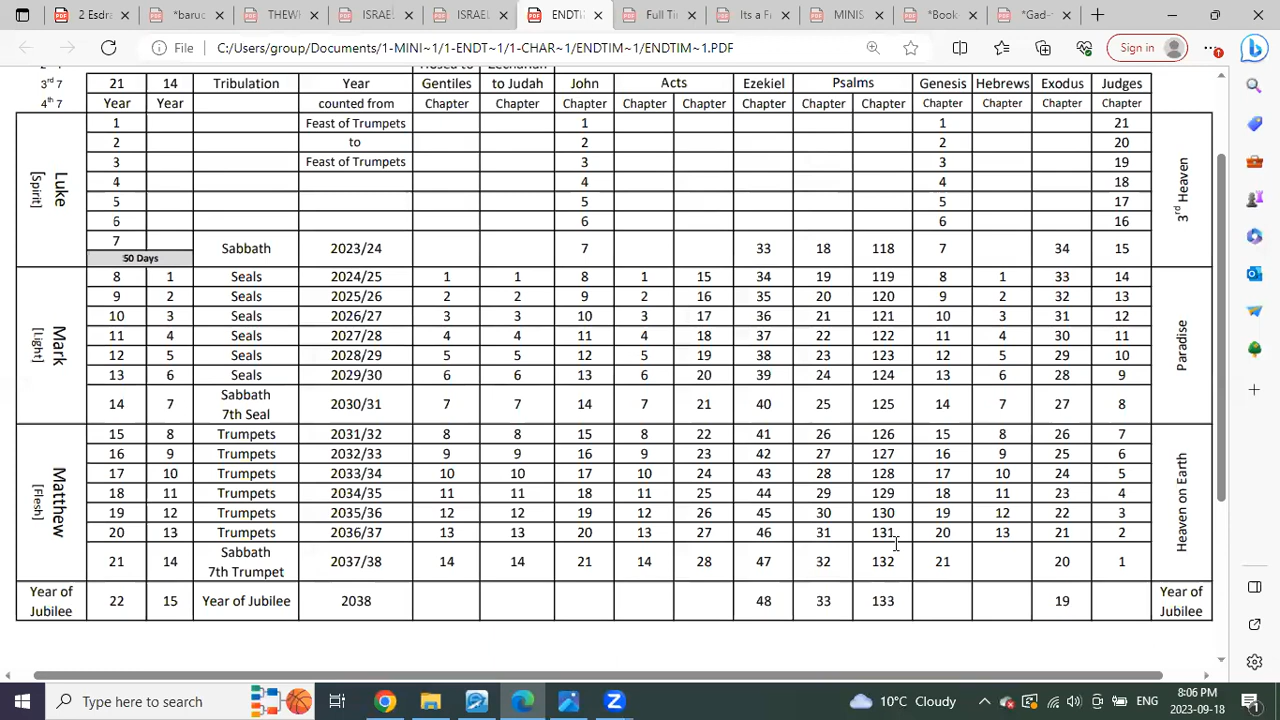 2 Esdra
*baruc
THEW
ISRAEL
ISRAEL
ENDTI
Full Ti
Its a F
MINIS
*Book
*Gad-
File C:/Users/group/Documents/1-MINI~1/1-ENDT~1/1-CHAR~1/ENDTIM~1/ENDTIM~1.PDF Sign in
3rd 7 21 14 Tribulation Year Gentiles to Judah John Acts Ezekiel Psalms Genesis Hebrews Exodus Judges
4th 7 Year Year counted from Chapter Chapter Chapter Chapter Chapter Chapter Chapter Chapter Chapter Chapter Chapter Chapter
Luke [Spirit]
3rd Heaven
1 Feast of Trumpets 1 1 21
2 to 2 2 20
3 Feast of Trumpets 3 3 19
4 4 4 18
5 5 5 17
6 6 6 16
7 Sabbath 2023/24 7 33 18 118 7 34 15
50 Days
Mark [Light]
Paradise
8 1 Seals 2024/25 1 1 8 1 15 34 19 119 8 1 33 14
9 2 Seals 2025/26 2 2 9 2 16 35 20 120 9 2 32 13
10 3 Seals 2026/27 3 3 10 3 17 36 21 121 10 3 31 12
11 4 Seals 2027/28 4 4 11 4 18 37 22 122 11 4 30 11
12 5 Seals 2028/29 5 5 12 5 19 38 23 123 12 5 29 10
13 6 Seals 2029/30 6 6 13 6 20 39 24 124 13 6 28 9
14 7 Sabbath 7th Seal 2030/31 7 7 14 7 21 40 25 125 14 7 27 8
Matthew [Flesh]
Heaven on Earth
15 8 Trumpets 2031/32 8 8 15 8 22 41 26 126 15 8 26 7
16 9 Trumpets 2032/33 9 9 16 9 23 42 27 127 16 9 25 6
17 10 Trumpets 2033/34 10 10 17 10 24 43 28 128 17 10 24 5
18 11 Trumpets 2034/35 11 11 18 11 25 44 29 129 18 11 23 4
19 12 Trumpets 2035/36 12 12 19 12 26 45 30 130 19 12 22 3
20 13 Trumpets 2036/37 13 13 20 13 27 46 31 131 20 13 21 2
21 14 Sabbath 7th Trumpet 2037/38 14 14 21 14 28 47 32 132 21 20 1
Year of Jubilee 22 15 Year of Jubilee 2038 48 33 133 19 Year of Jubilee
Type here to search
10°C Cloudy
ENG
8:06 PM
2023-09-18